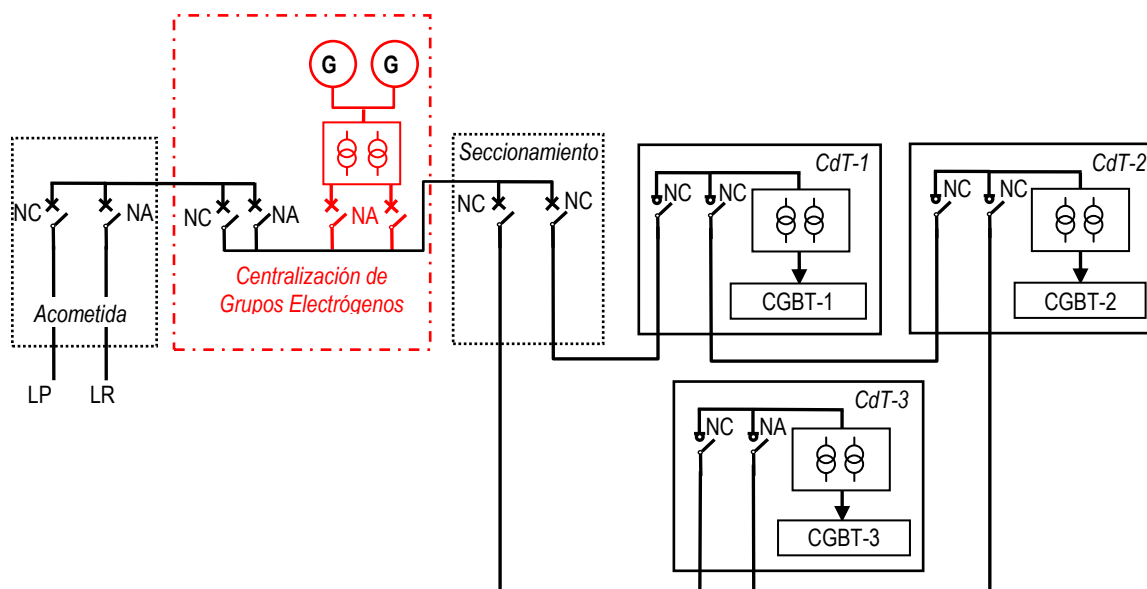 G
G
Seccionamiento
CdT-1
CdT-2
NC
NA
NC
NA
NA
NC
NC
NC
NC
NC
NC
Centralización de
Grupos Electrógenos
Acometida
CGBT-1
CGBT-2
LP
LR
CdT-3
NC
NA
CGBT-3